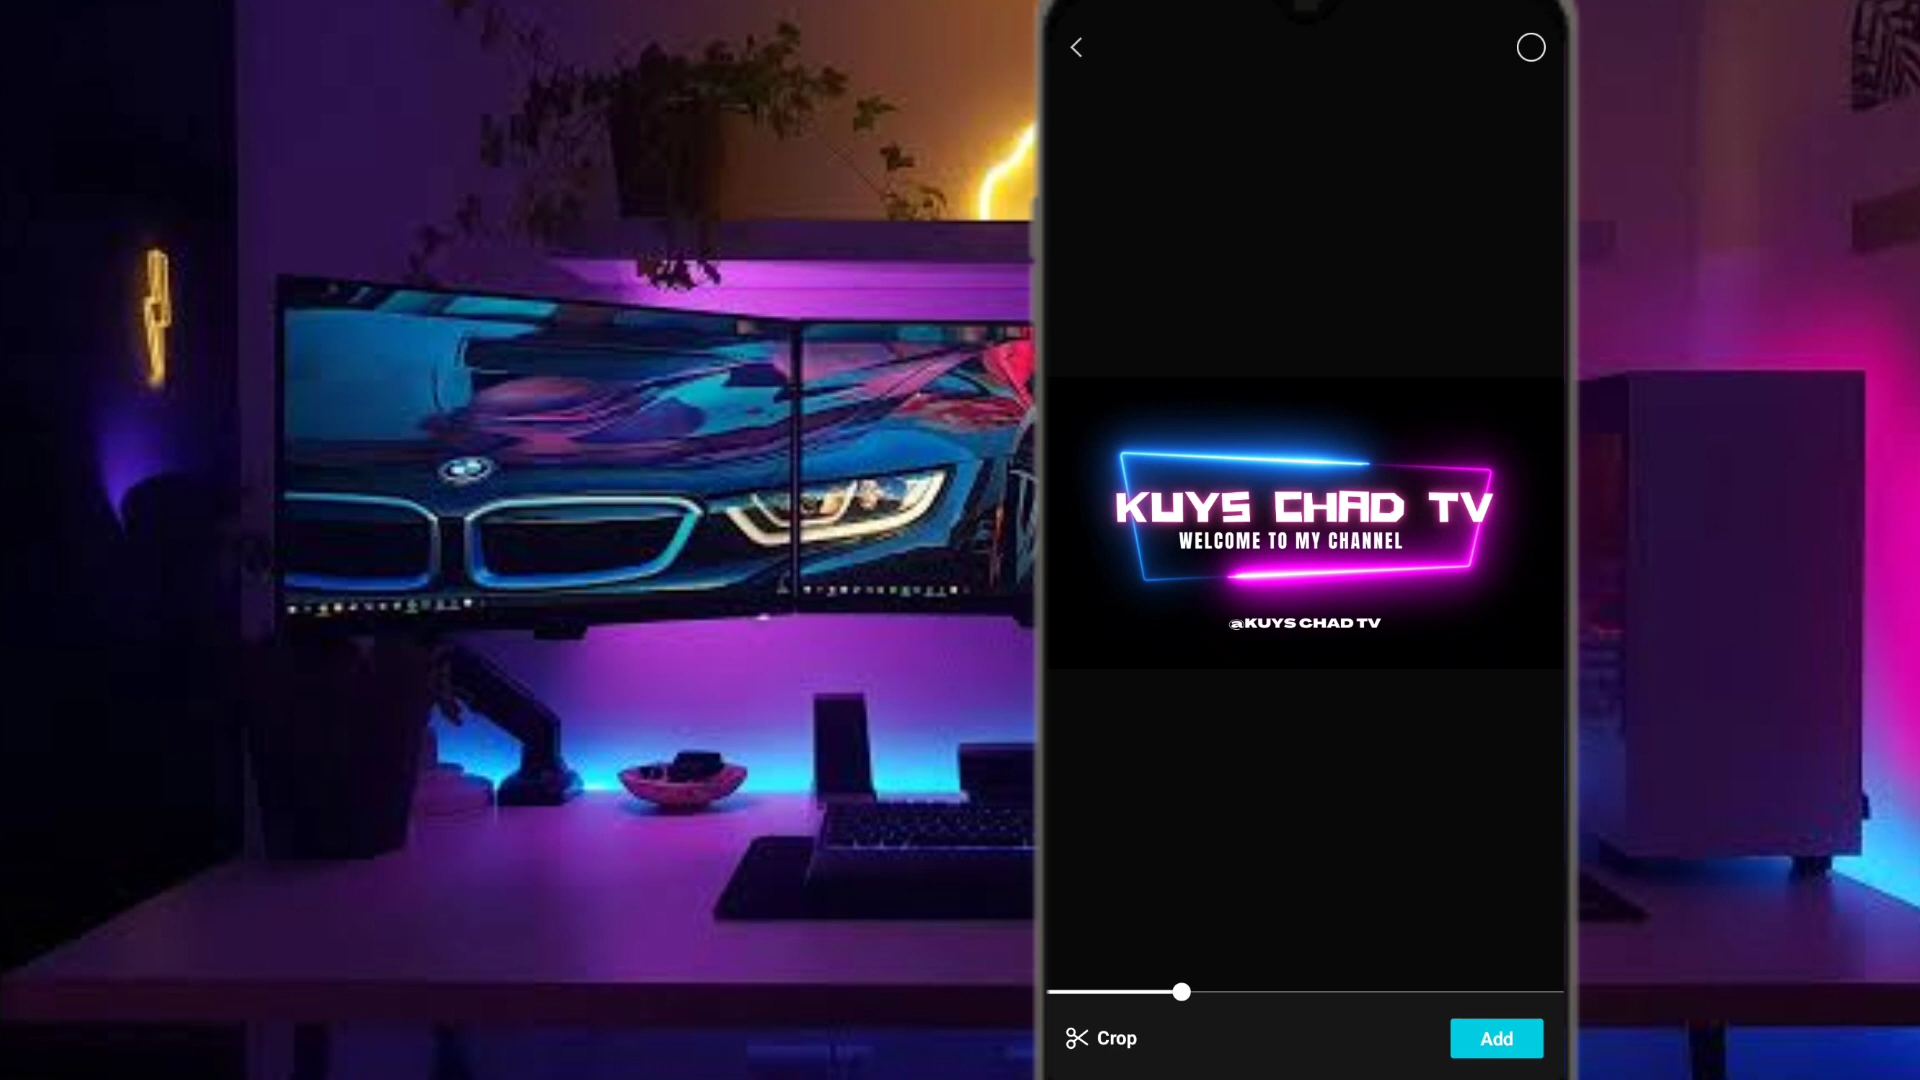 KUYS CHAD TV
WELCOME TO MY CHANNEL
@KUYS CHAD TV
Crop
Add